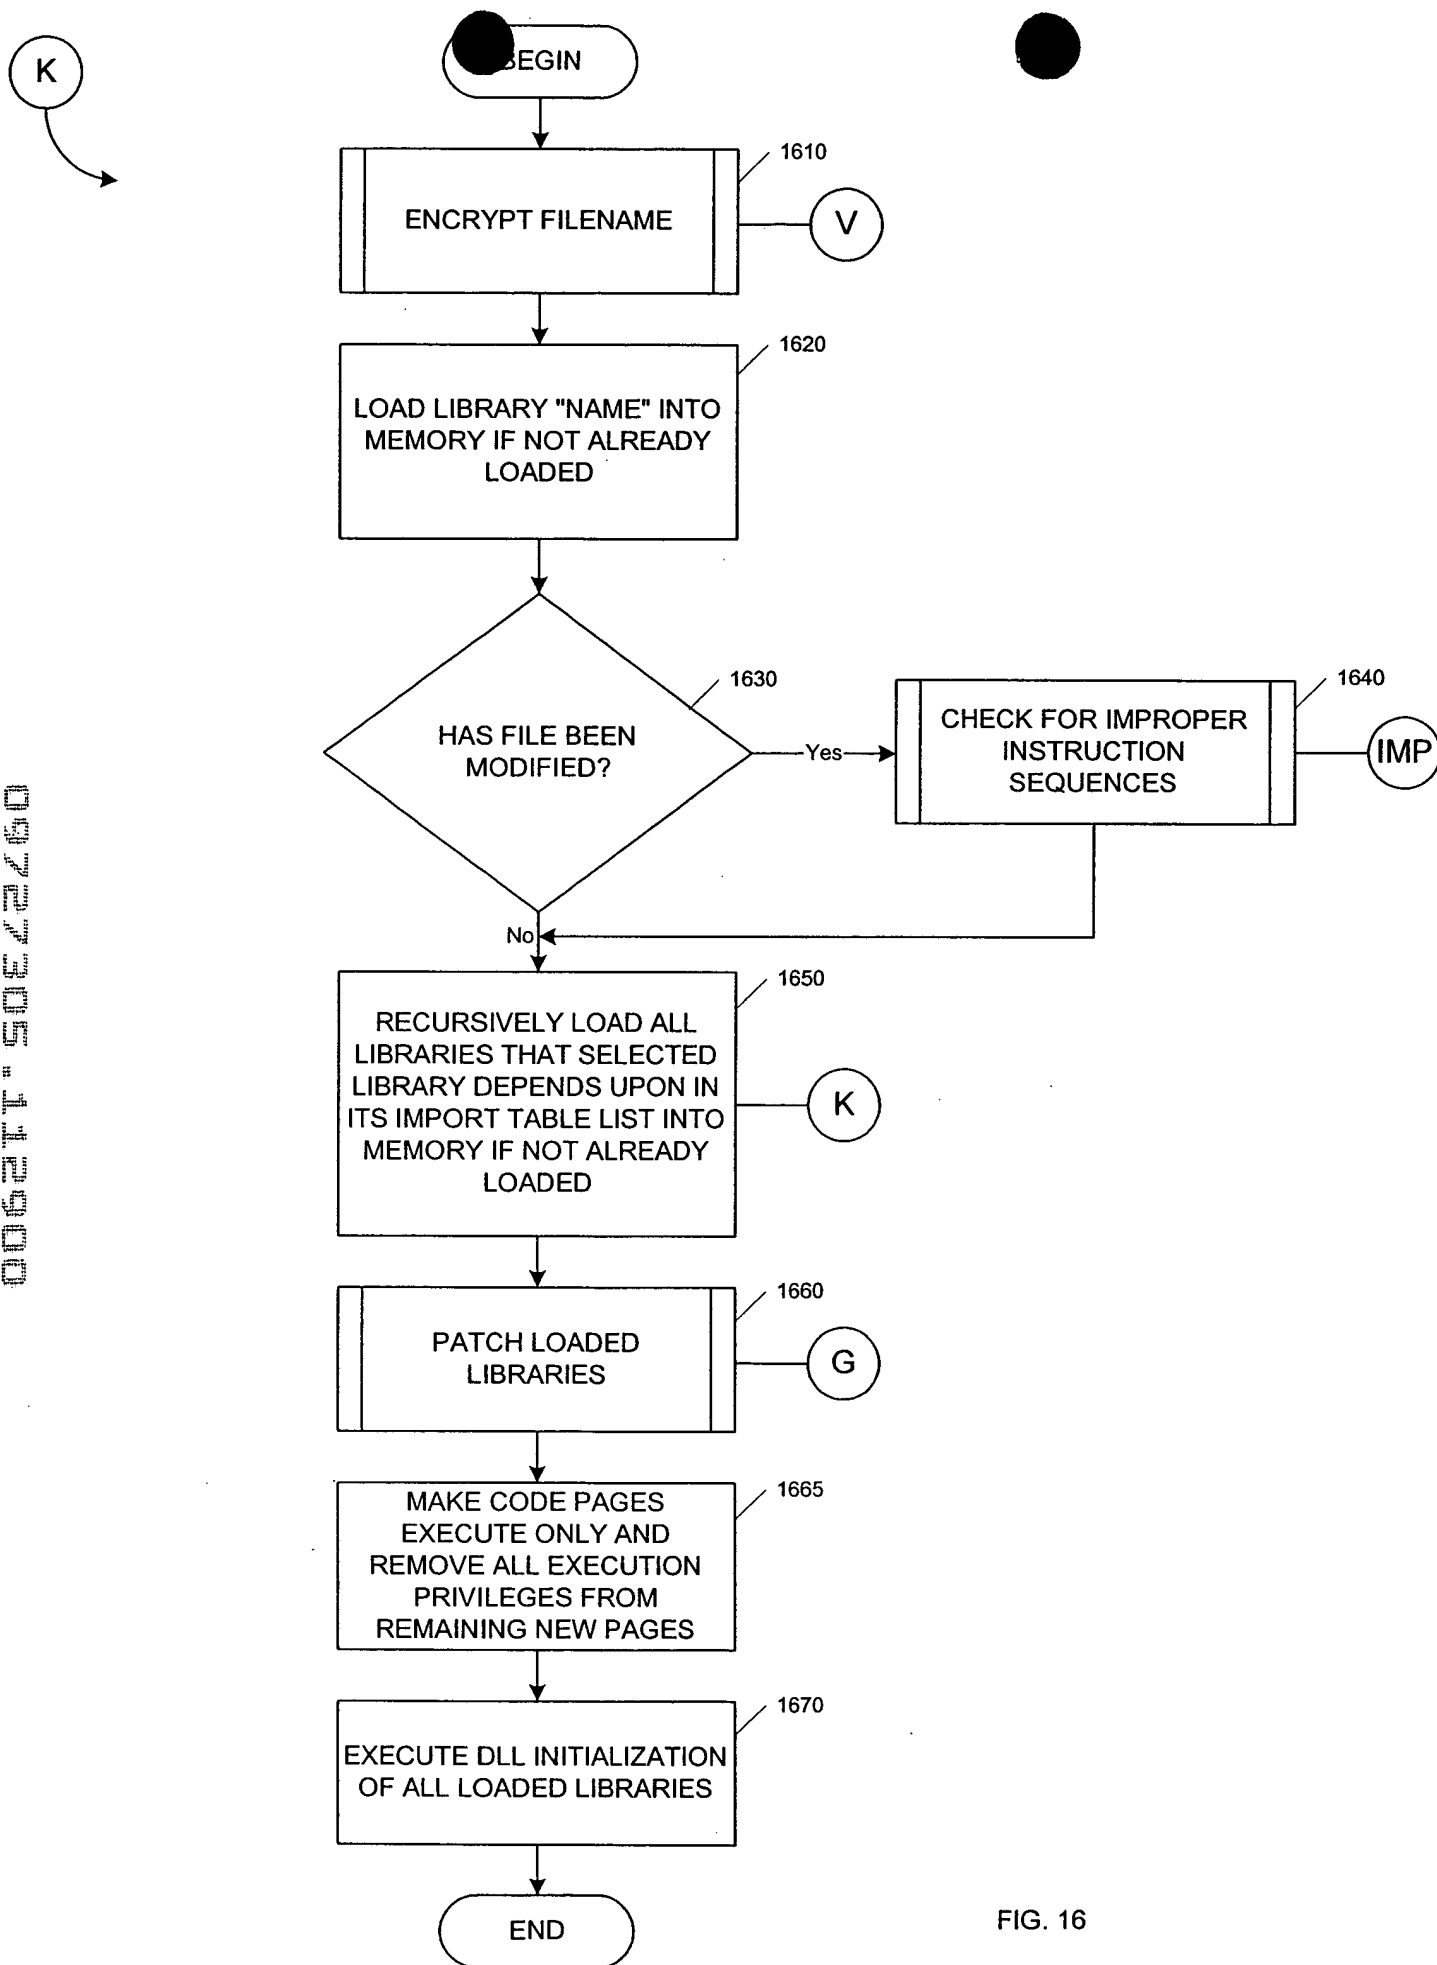 K
BEGIN
1610
ENCRYPT FILENAME
V
1620
LOAD LIBRARY "NAME" INTO
MEMORY IF NOT ALREADY
LOADED
1630
HAS FILE BEEN
MODIFIED?
Yes
1640
CHECK FOR IMPROPER
INSTRUCTION
SEQUENCES
IMP
No
1650
RECURSIVELY LOAD ALL
LIBRARIES THAT SELECTED
LIBRARY DEPENDS UPON IN
ITS IMPORT TABLE LIST INTO
MEMORY IF NOT ALREADY
LOADED
K
1660
PATCH LOADED
LIBRARIES
G
1665
MAKE CODE PAGES
EXECUTE ONLY AND
REMOVE ALL EXECUTION
PRIVILEGES FROM
REMAINING NEW PAGES
1670
EXECUTE DLL INITIALIZATION
OF ALL LOADED LIBRARIES
END
FIG. 16
09727305.112900